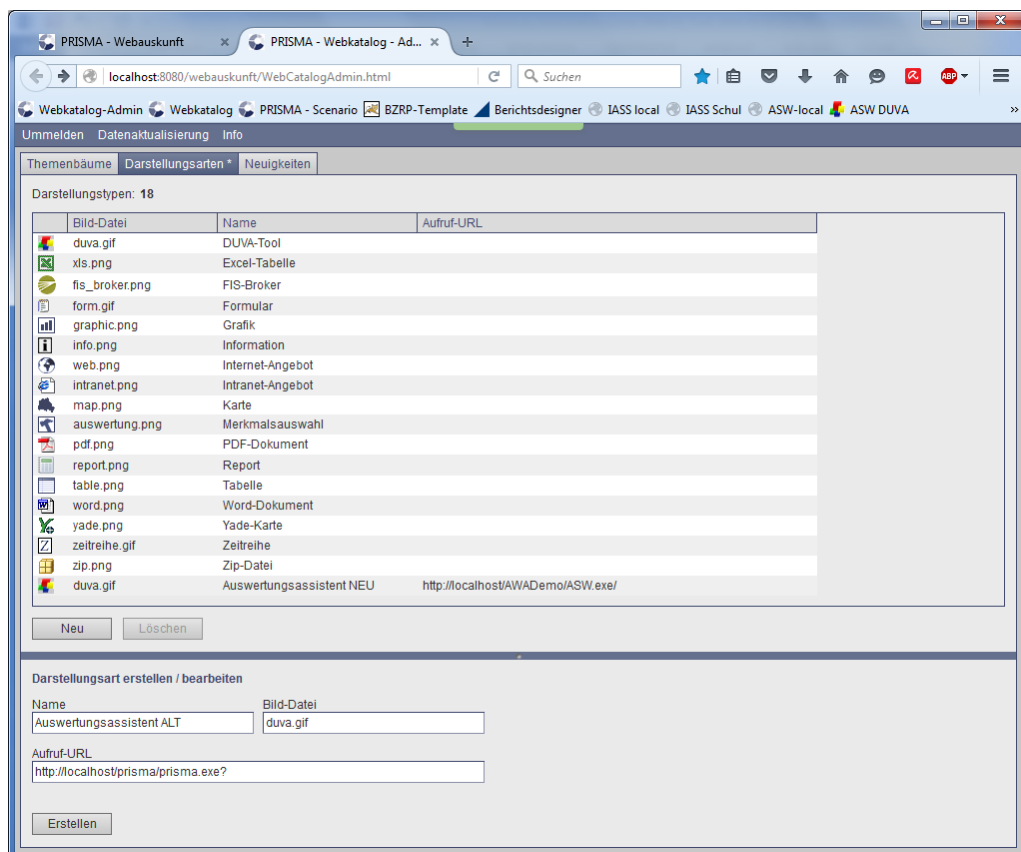 PRISMA - Webauskunft × PRISMA - Webkatalog - Ad... × +
localhost:8080/webauskunft/WebCatalogAdmin.html Suchen ABP
Webkatalog-Admin Webkatalog PRISMA - Scenario BZRP-Template Berichtsdesigner IASS local IASS Schul ASW-local ASW DUVA »
Ummelden Datenaktualisierung Info
Themenbäume Darstellungsarten * Neuigkeiten
Darstellungstypen: 18
Bild-Datei Name Aufruf-URL
duva.gif DUVA-Tool
xls.png Excel-Tabelle
fis_broker.png FIS-Broker
form.gif Formular
graphic.png Grafik
info.png Information
web.png Internet-Angebot
intranet.png Intranet-Angebot
map.png Karte
auswertung.png Merkmalsauswahl
pdf.png PDF-Dokument
report.png Report
table.png Tabelle
word.png Word-Dokument
yade.png Yade-Karte
Z zeitreihe.gif Zeitreihe
zip.png Zip-Datei
duva.gif Auswertungsassistent NEU http://localhost/AWADemo/ASW.exe/
Neu Löschen
Darstellungsart erstellen / bearbeiten
Name Bild-Datei
Auswertungsassistent ALT duva.gif
Aufruf-URL
http://localhost/prisma/prisma.exe?
Erstellen